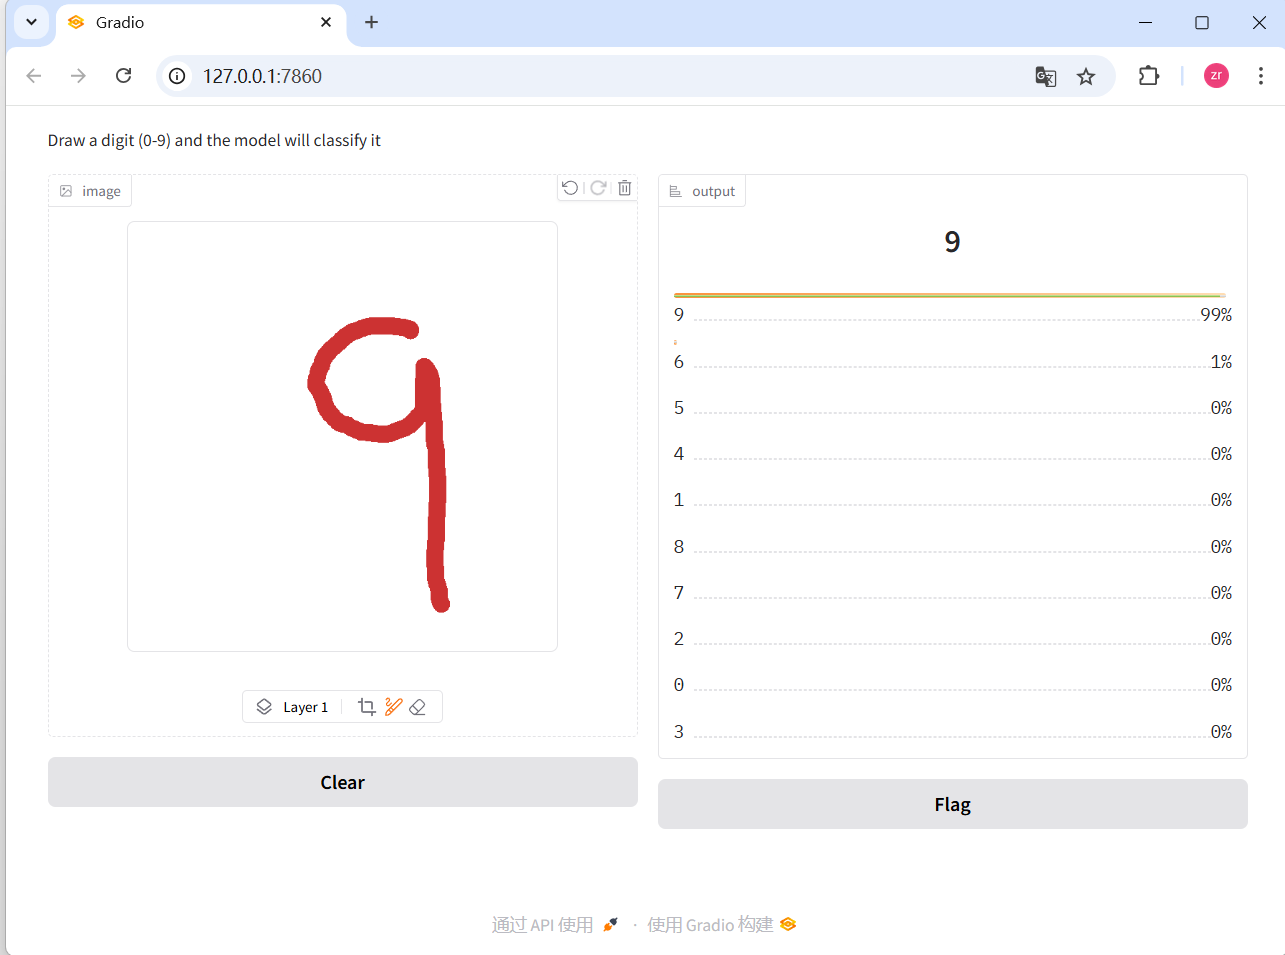 Gradio
127.0.0.1:7860
zr
Draw a digit (0-9) and the model will classify it
image
9
Layer 1
Clear
output
9
9 99%
6 1%
5 0%
4 0%
1 0%
8 0%
7 0%
2 0%
0 0%
3 0%
Flag
通过 API 使用 · 使用 Gradio 构建